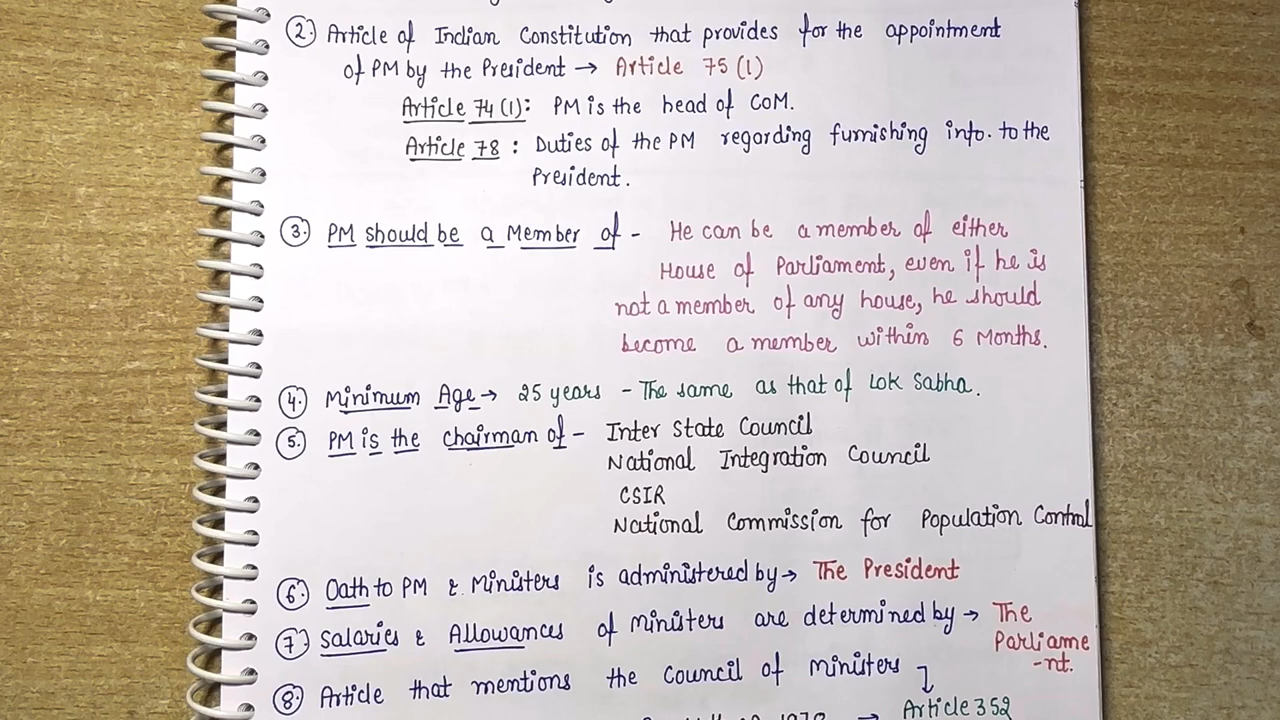 2. Article of Indian Constitution that provides for the appointment
of PM by the President → Article 75 (1)
Article 74 (1): PM is the head of COM.
Article 78 : Duties of the PM regarding furnishing info. to the
President.
3. PM should be a Member of - He can be a member of either
House of Parliament, even if he is
not a member of any house, he should
become a member within 6 Months.
4. Minimum Age → 25 years - The same as that of Lok Sabha.
5. PM is the chairman of - Inter State Council
National Integration Council
CSIR
National Commission for Population Control
6. Oath to PM & Ministers is administered by → The President
7. Salaries & Allowances of Ministers are determined by → The
Parliame
-nt.
8. Article that mentions the Council of Ministers ↓
→ Article 352